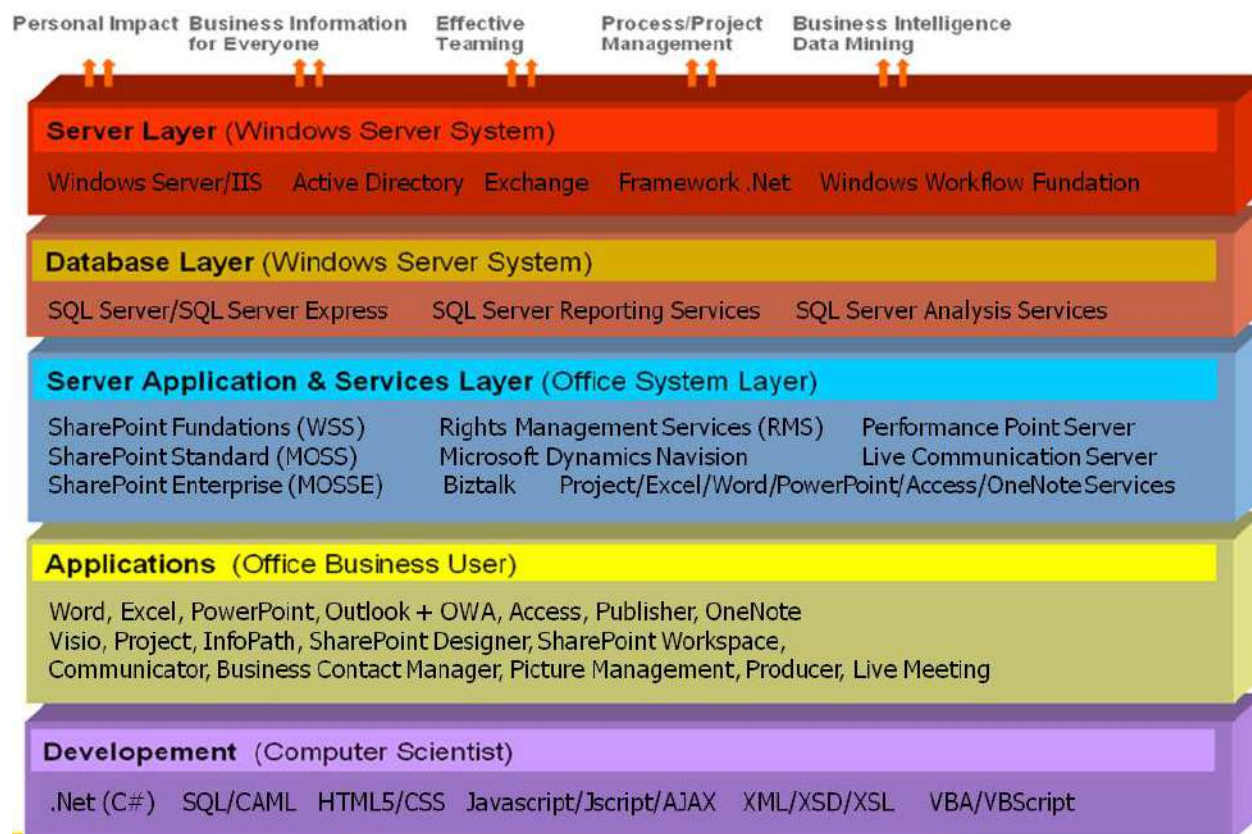 Personal Impact
Business Information
for Everyone
Effective
Teaming
Process/Project
Management
Business Intelligence
Data Mining
Server Layer (Windows Server System)
Windows Server/IIS Active Directory Exchange Framework .Net Windows Workflow Fundation
Database Layer (Windows Server System)
SQL Server/SQL Server Express SQL Server Reporting Services SQL Server Analysis Services
Server Application & Services Layer (Office System Layer)
SharePoint Fundations (WSS) Rights Management Services (RMS) Performance Point Server
SharePoint Standard (MOSS) Microsoft Dynamics Navision Live Communication Server
SharePoint Enterprise (MOSSE) Biztalk Project/Excel/Word/PowerPoint/Access/OneNote Services
Applications (Office Business User)
Word, Excel, PowerPoint, Outlook + OWA, Access, Publisher, OneNote
Visio, Project, InfoPath, SharePoint Designer, SharePoint Workspace,
Communicator, Business Contact Manager, Picture Management, Producer, Live Meeting
Developement (Computer Scientist)
.Net (C#) SQL/CAML HTML5/CSS Javascript/Jscript/AJAX XML/XSD/XSL VBA/VBScript